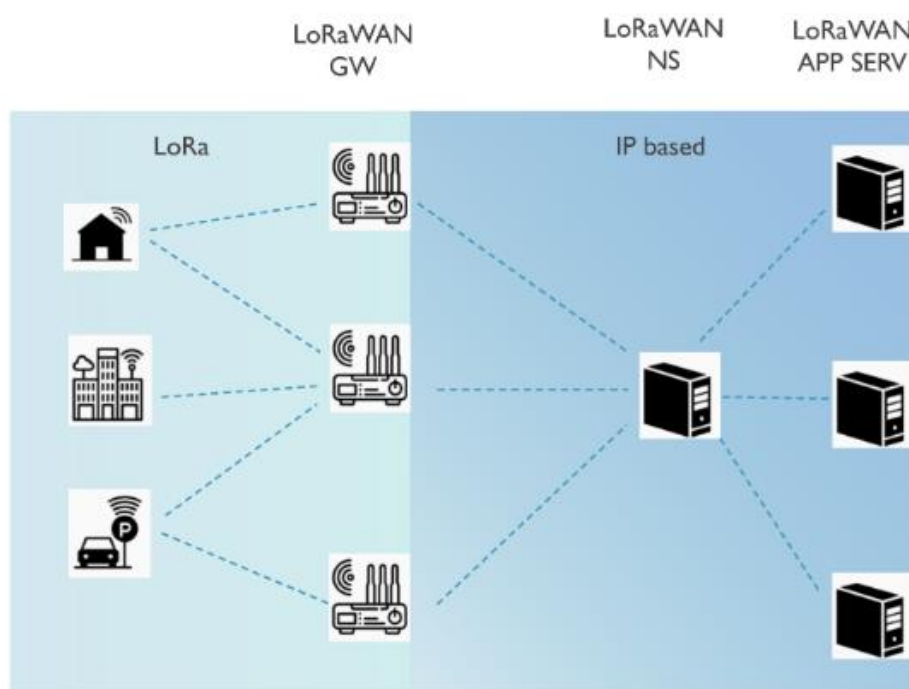 LoRaWAN
GW
LoRaWAN
NS
LoRaWAN
APP SERV
LoRa
IP based
P